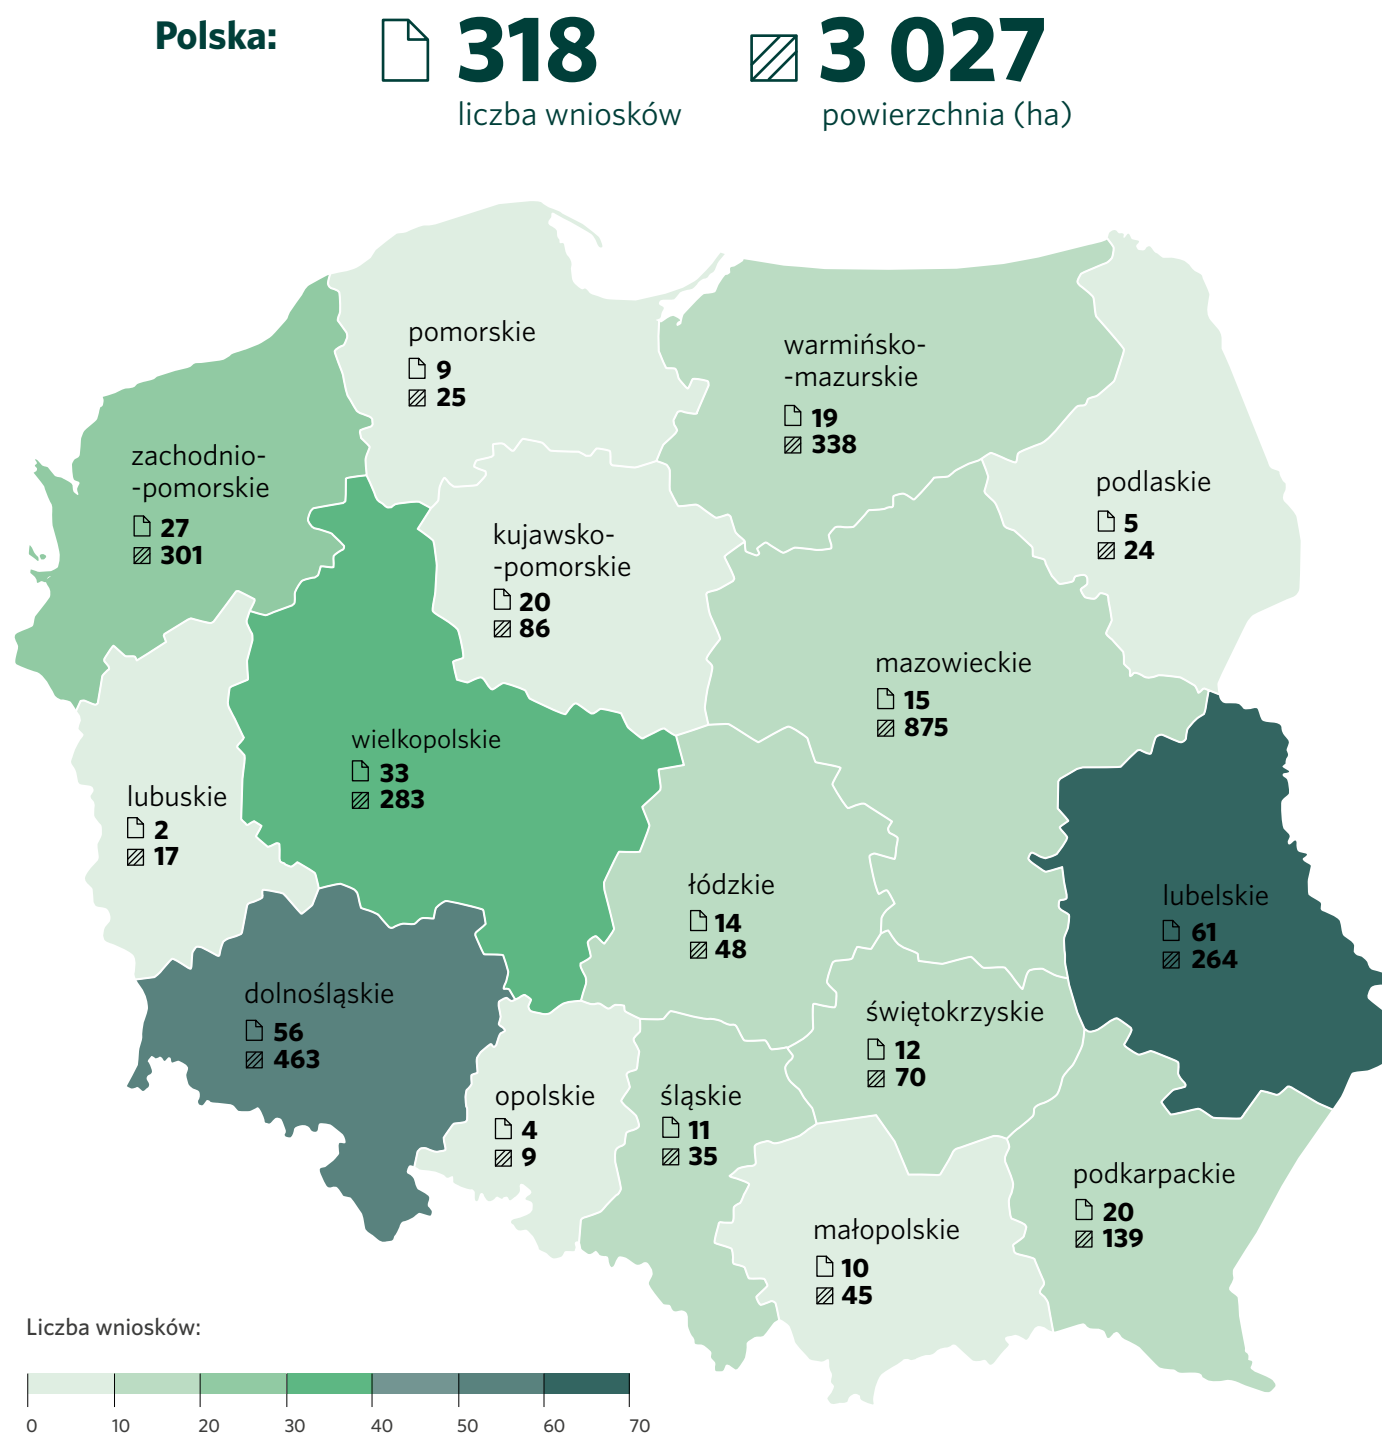 Polska:
318
liczba wniosków
3 027
powierzchnia (ha)
pomorskie
9
25
warmińsko-
-mazurskie
19
338
zachodnio-
-pomorskie
27
301
podlaskie
5
24
kujawsko-
-pomorskie
20
86
mazowieckie
15
875
wielkopolskie
33
283
lubuskie
2
17
łódzkie
14
48
lubelskie
61
264
dolnośląskie
56
463
świętokrzyskie
12
70
opolskie
4
9
śląskie
11
35
podkarpackie
20
139
małopolskie
10
45
Liczba wniosków:
0 10 20 30 40 50 60 70